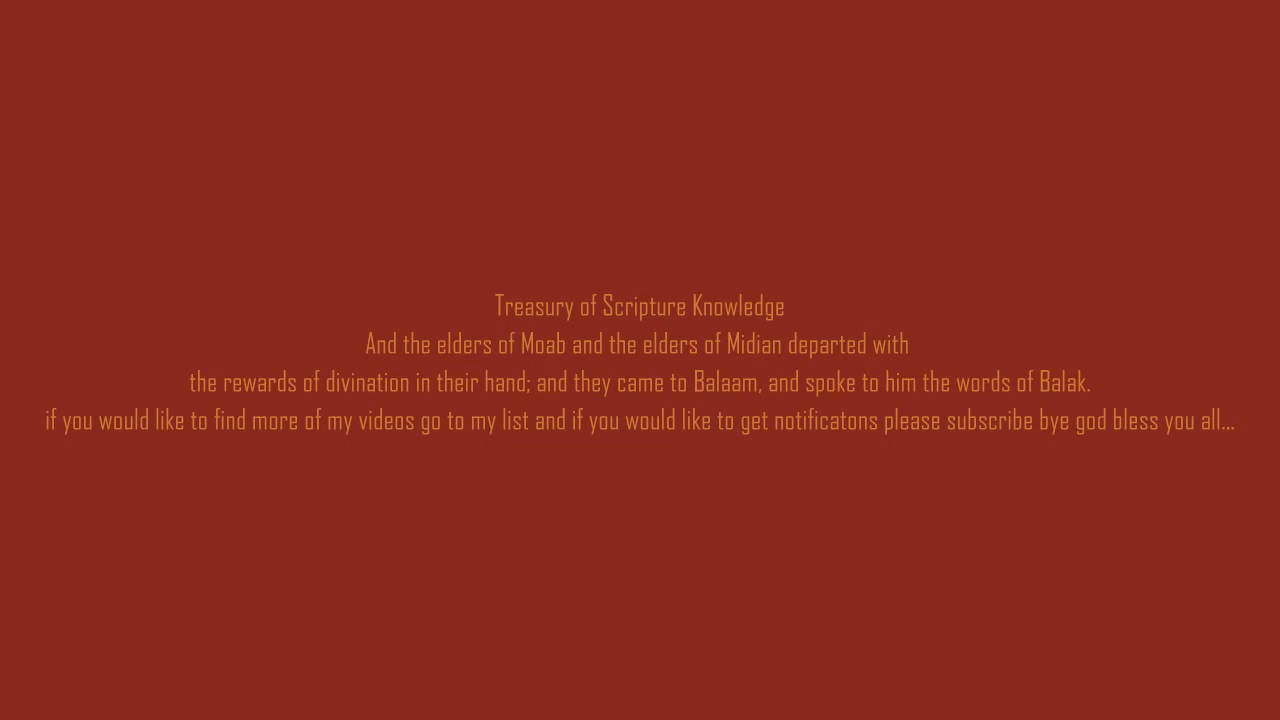 Treasury of Scripture Knowledge
And the elders of Moab and the elders of Midian departed with
the rewards of divination in their hand; and they came to Balaam, and spoke to him the words of Balak.
if you would like to find more of my videos go to my list and if you would like to get notificatons please subscribe bye god bless you all...